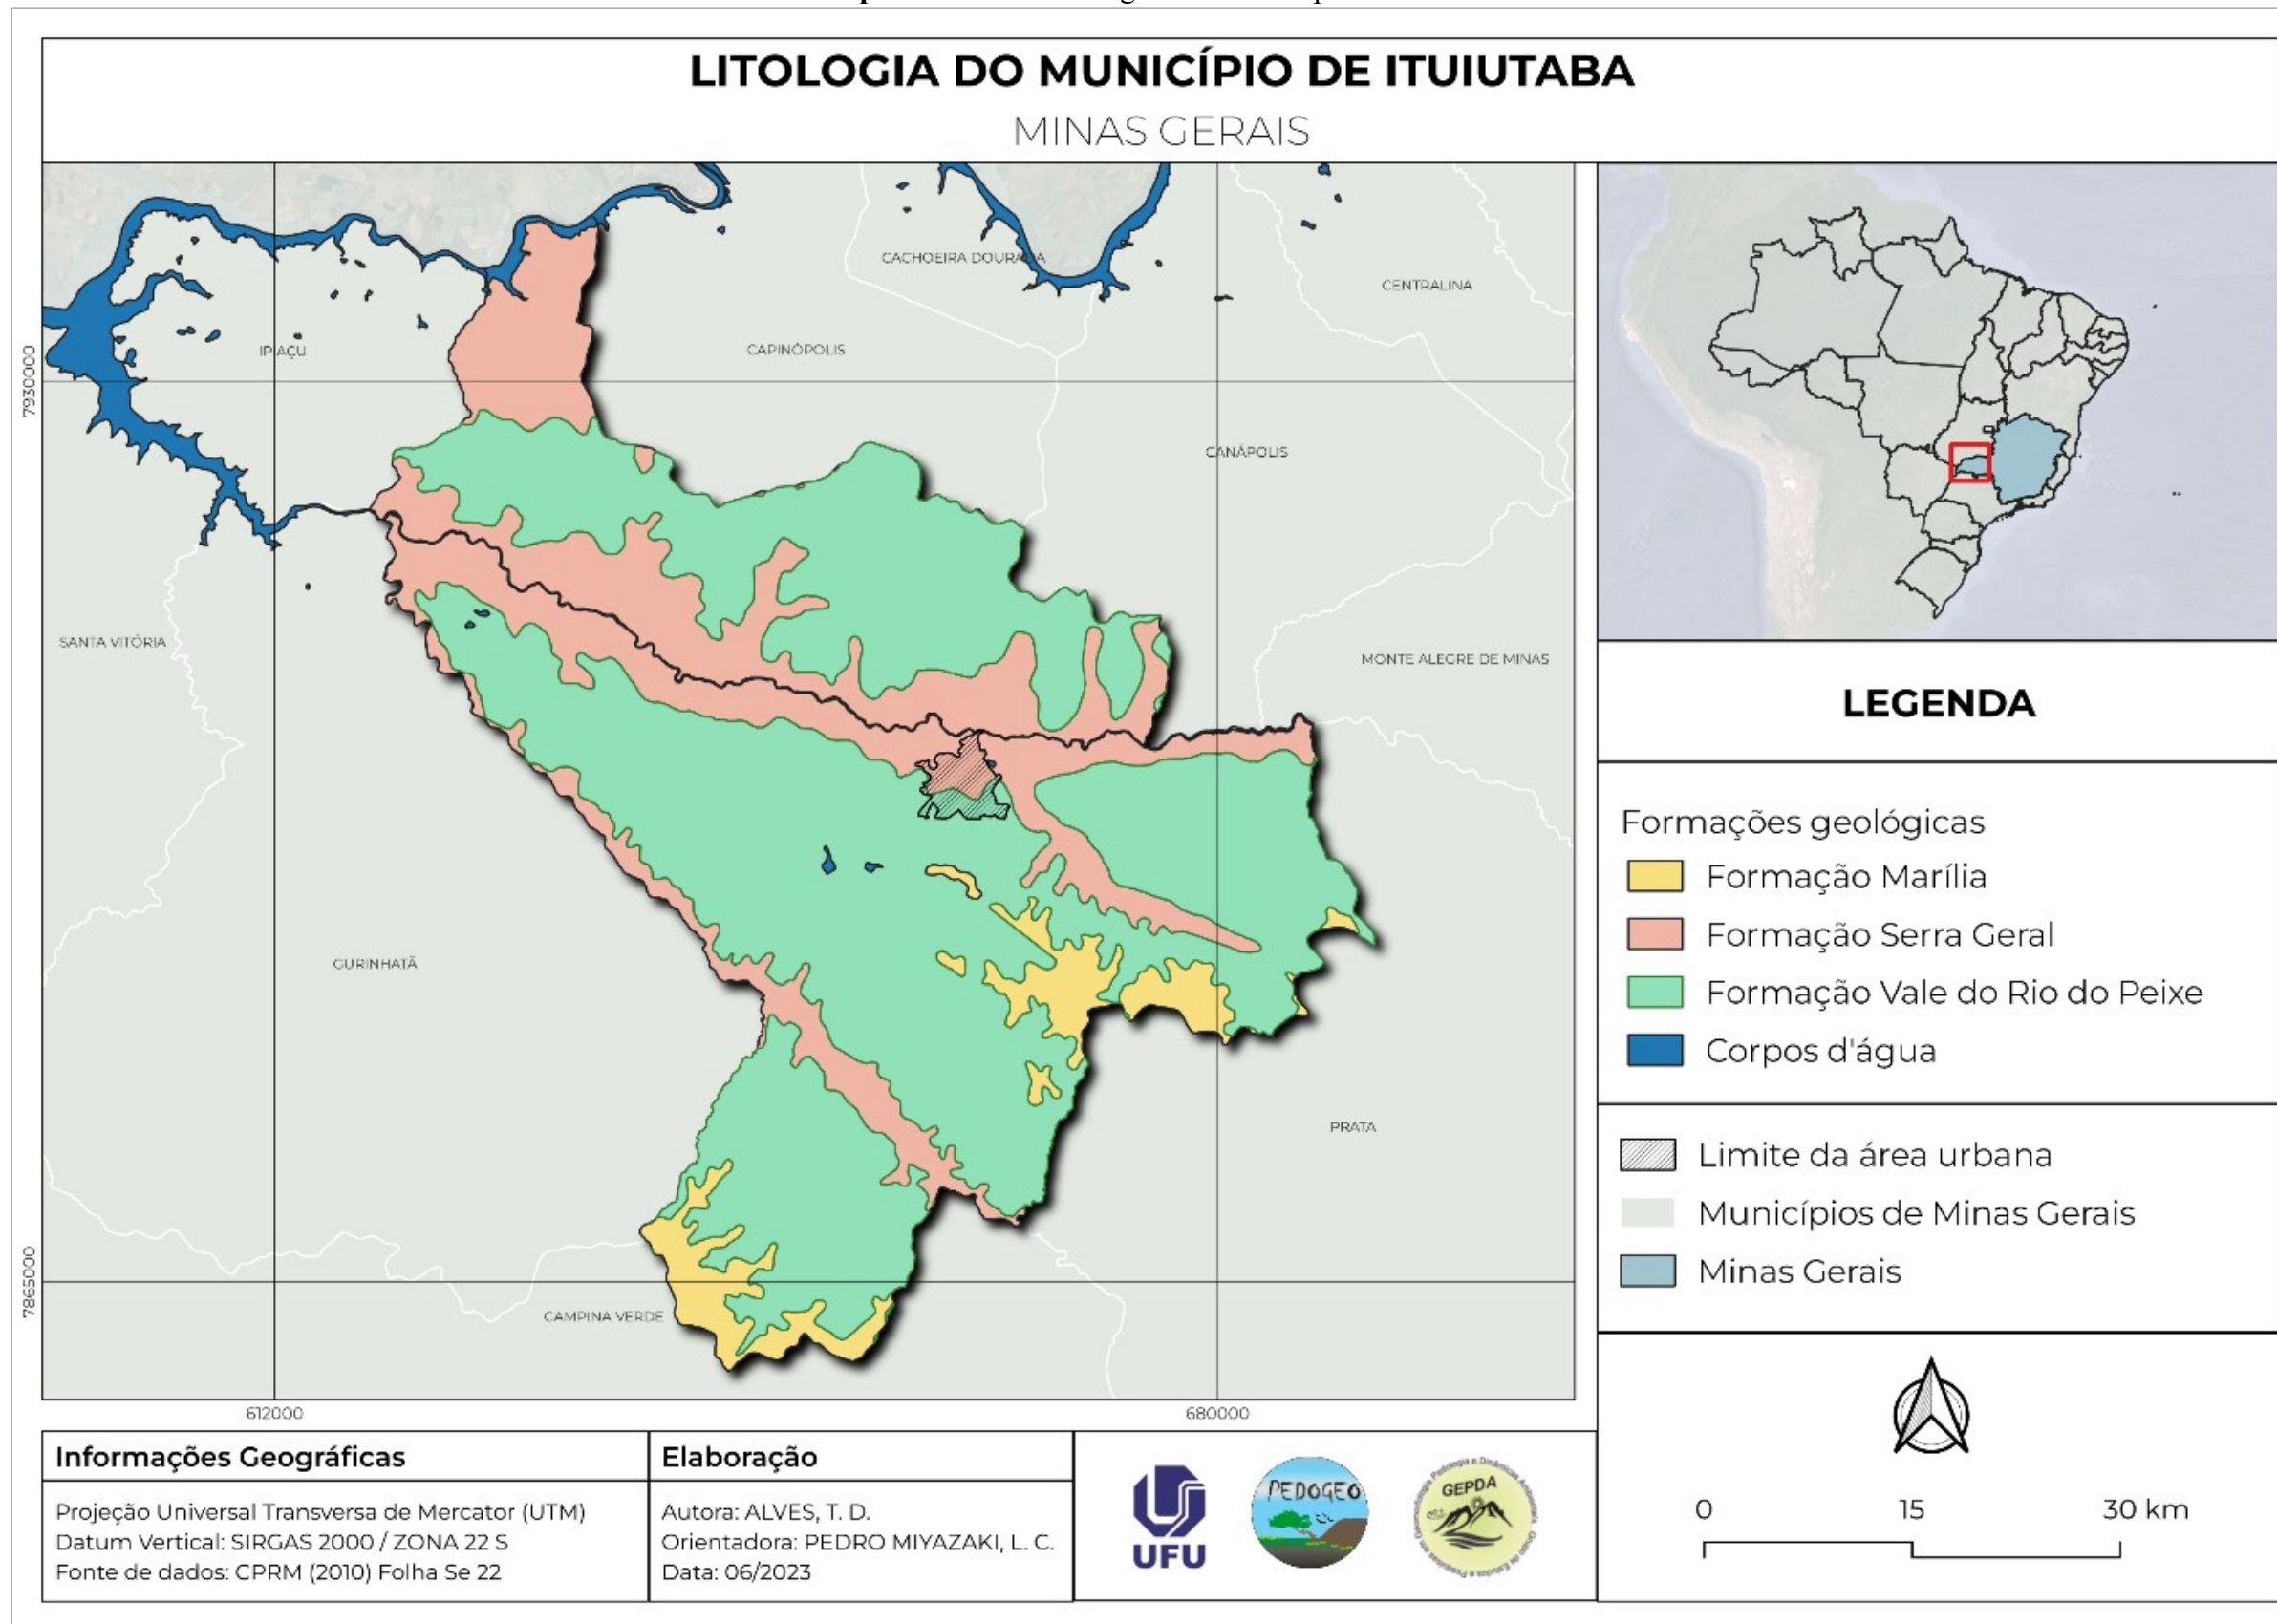 LITOLOGIA DO MUNICÍPIO DE ITUIUTABA
MINAS GERAIS
CACHOEIRA DOURADA
CENTRALINA
IPIAÇU
CAPINÓPOLIS
7930000
CANÁPOLIS
SANTA VITÓRIA
MONTE ALEGRE DE MINAS
GURINHATÃ
PRATA
7865000
CAMPINA VERDE
612000
680000
LEGENDA
Formações geológicas
Formação Marília
Formação Serra Geral
Formação Vale do Rio do Peixe
Corpos d'água
Limite da área urbana
Municípios de Minas Gerais
Minas Gerais
0 15 30 km
Informações Geográficas
Projeção Universal Transversa de Mercator (UTM)
Datum Vertical: SIRGAS 2000 / ZONA 22 S
Fonte de dados: CPRM (2010) Folha Se 22
Elaboração
Autora: ALVES, T. D.
Orientadora: PEDRO MIYAZAKI, L. C.
Data: 06/2023
UFU
PEDOGEO
GEPDA